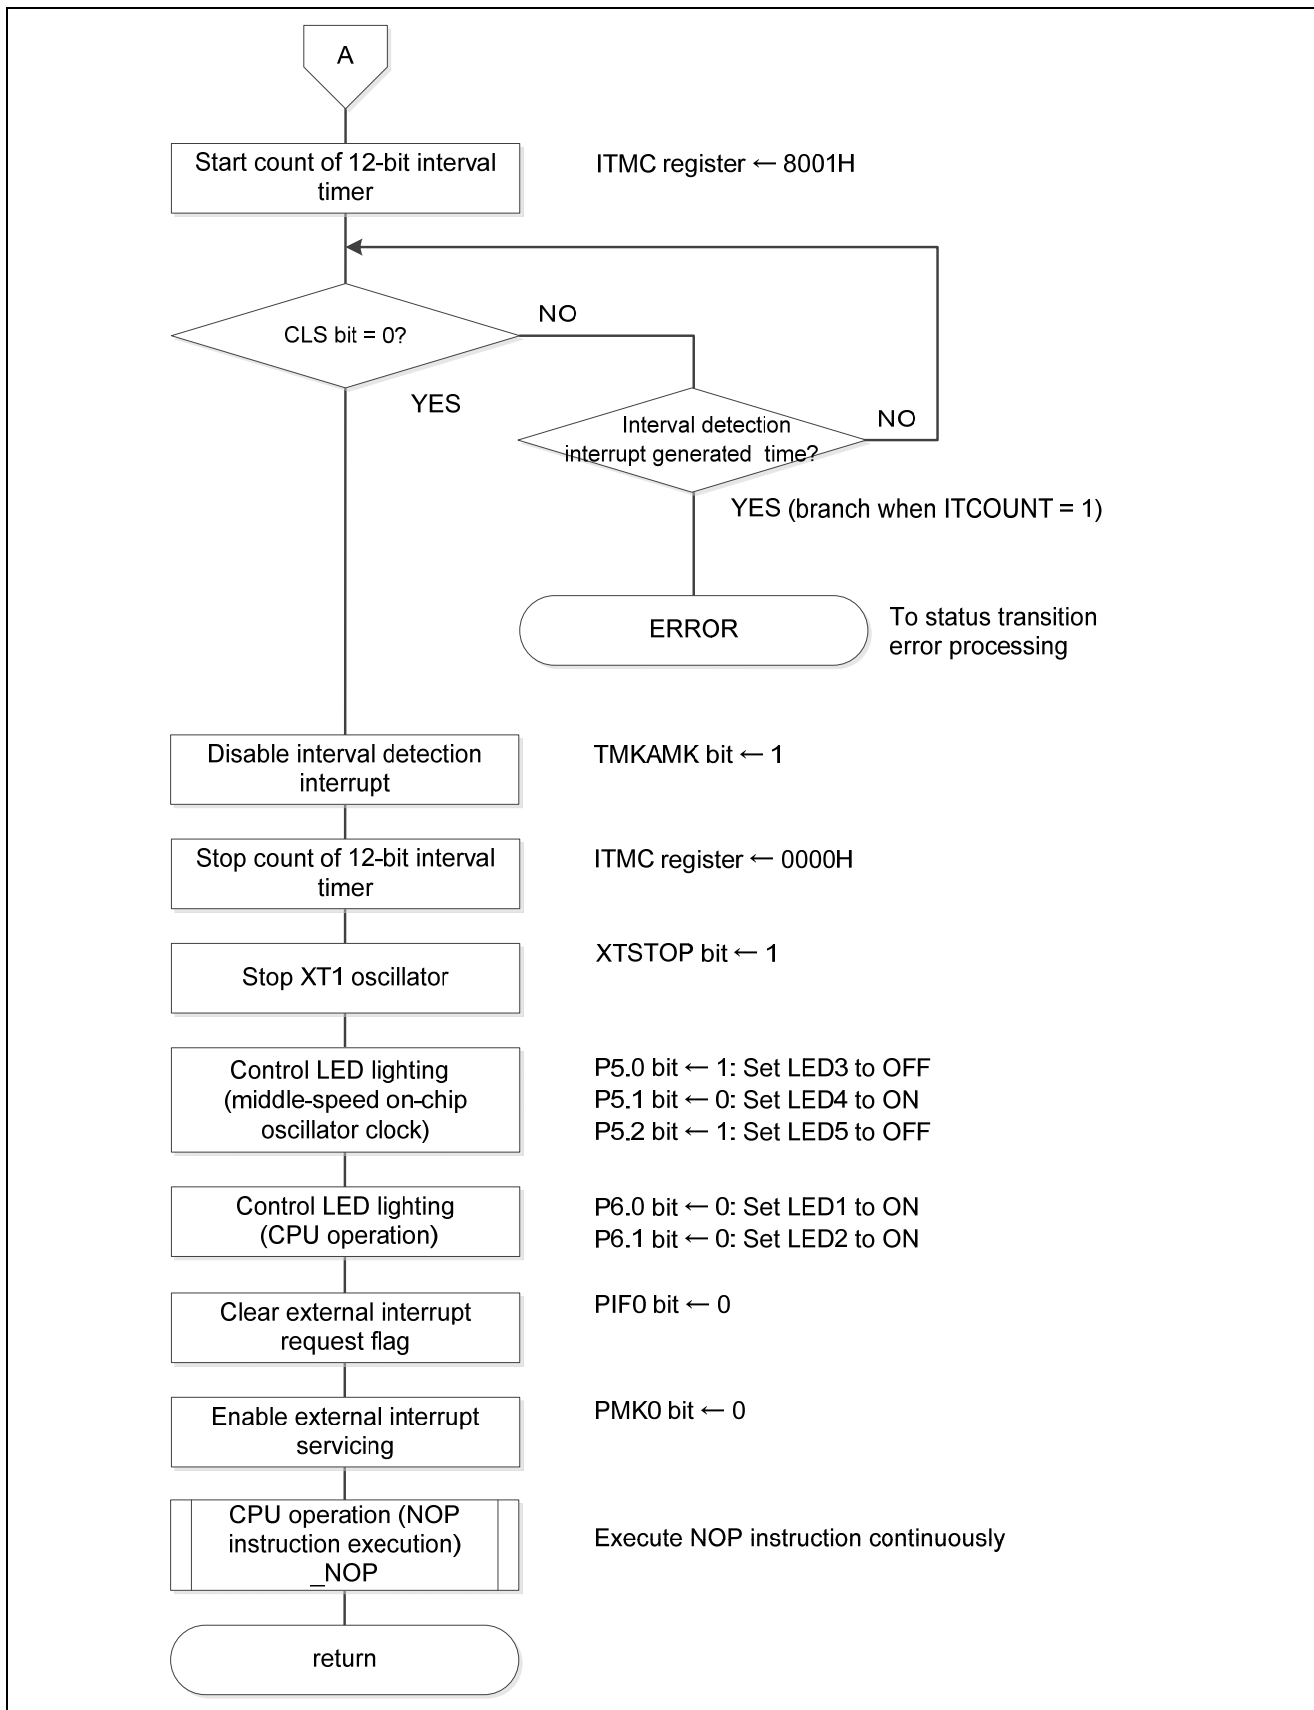 A
Start count of 12-bit interval
timer
ITMC register ← 8001H
CLS bit = 0?
NO
YES
Interval detection
interrupt generated time?
NO
YES (branch when ITCOUNT = 1)
ERROR
To status transition
error processing
Disable interval detection
interrupt
TMKAMK bit ← 1
Stop count of 12-bit interval
timer
ITMC register ← 0000H
Stop XT1 oscillator
XTSTOP bit ← 1
Control LED lighting
(middle-speed on-chip
oscillator clock)
P5.0 bit ← 1: Set LED3 to OFF
P5.1 bit ← 0: Set LED4 to ON
P5.2 bit ← 1: Set LED5 to OFF
Control LED lighting
(CPU operation)
P6.0 bit ← 0: Set LED1 to ON
P6.1 bit ← 0: Set LED2 to ON
Clear external interrupt
request flag
PIF0 bit ← 0
Enable external interrupt
servicing
PMK0 bit ← 0
CPU operation (NOP
instruction execution)
_NOP
Execute NOP instruction continuously
return